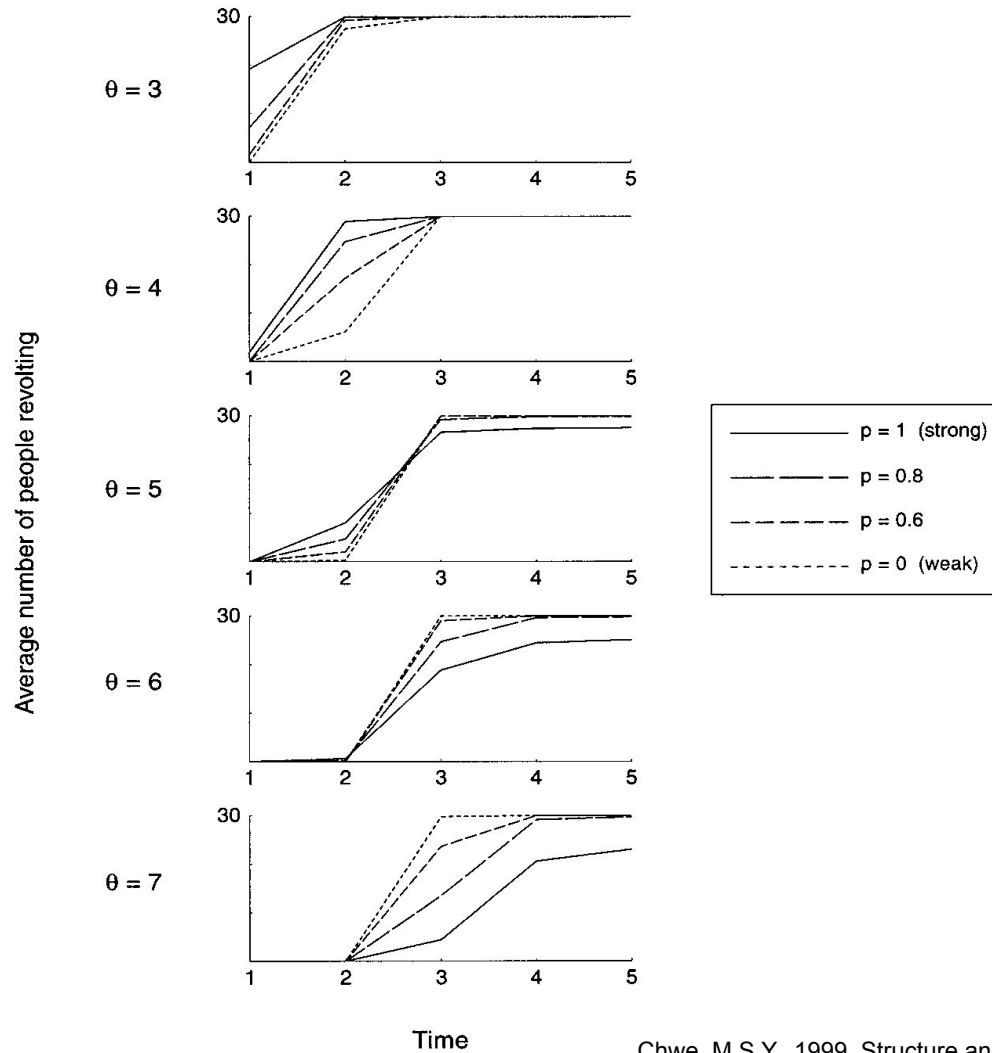 30
θ = 3
1 2 3 4 5
30
θ = 4
1 2 3 4 5
Average number of people revolting
30
θ = 5
1 2 3 4 5
p = 1 (strong)
p = 0.8
p = 0.6
p = 0 (weak)
30
θ = 6
1 2 3 4 5
30
θ = 7
1 2 3 4 5
Time
Chwe, M.S.Y., 1999. Structure an